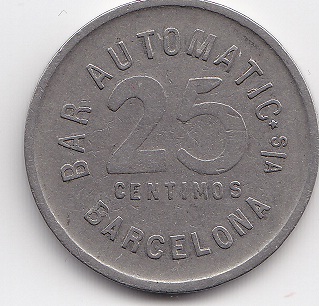 BAR AUTOMATIC * S/A
25
CENTIMOS
BARCELONA